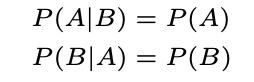 P(A|B) = P(A)
P(B|A) = P(B)